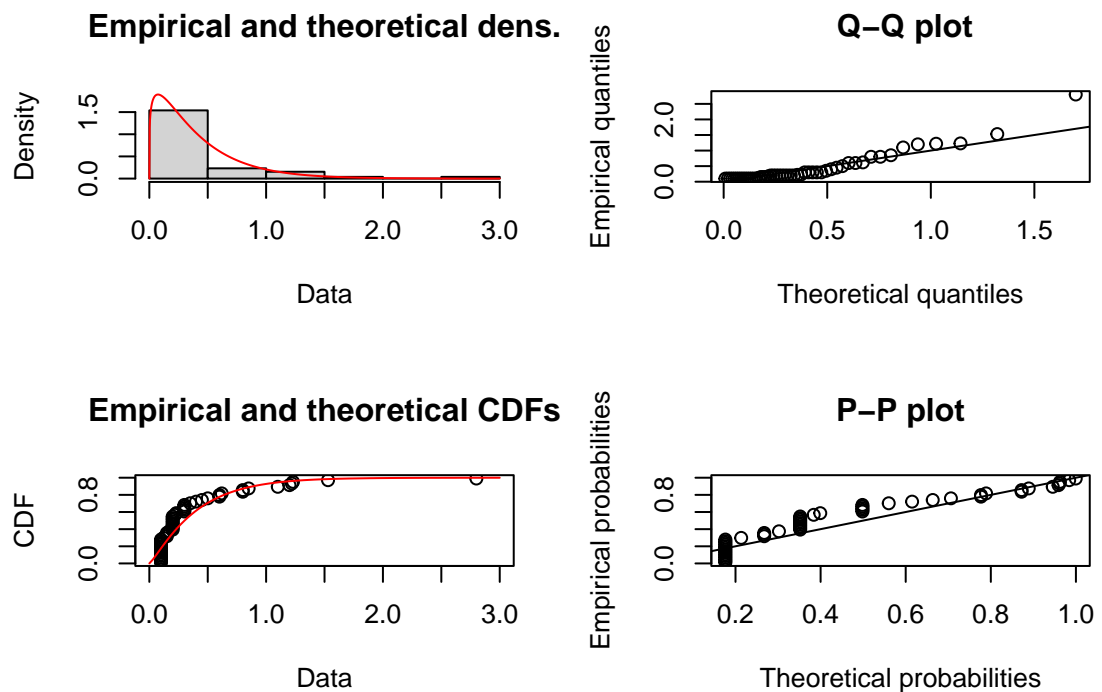 Empirical and theoretical dens.
Density
0.0 1.5
0.0 1.0 2.0 3.0
Data
Q−Q plot
Empirical quantiles
0.0 2.0
0.0 0.5 1.0 1.5
Theoretical quantiles
Empirical and theoretical CDFs
CDF
0.0 0.8
0.0 1.0 2.0 3.0
Data
P−P plot
Empirical probabilities
0.0 0.8
0.2 0.4 0.6 0.8 1.0
Theoretical probabilities